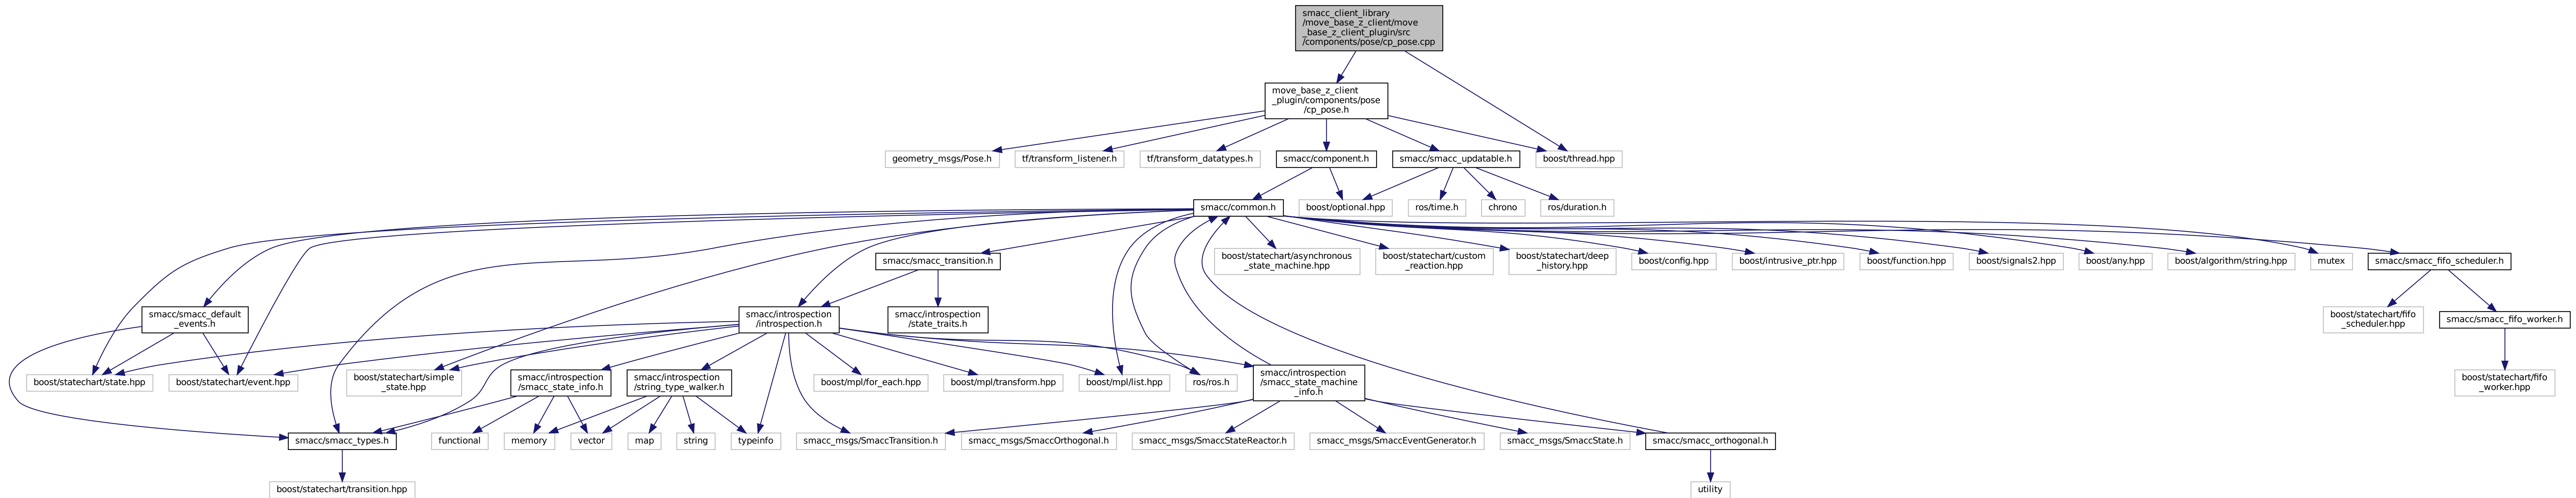 smacc_client_library
/move_base_z_client/move
_base_z_client_plugin/src
/components/pose/cp_pose.cpp
move_base_z_client
_plugin/components/pose
/cp_pose.h
geometry_msgs/Pose.h
tf/transform_listener.h
tf/transform_datatypes.h
smacc/component.h
smacc/smacc_updatable.h
boost/thread.hpp
smacc/common.h
boost/optional.hpp
ros/time.h
chrono
ros/duration.h
smacc/smacc_transition.h
boost/statechart/asynchronous
_state_machine.hpp
boost/statechart/custom
_reaction.hpp
boost/statechart/deep
_history.hpp
boost/config.hpp
boost/intrusive_ptr.hpp
boost/function.hpp
boost/signals2.hpp
boost/any.hpp
boost/algorithm/string.hpp
mutex
smacc/smacc_fifo_scheduler.h
smacc/smacc_default
_events.h
smacc/introspection
/introspection.h
smacc/introspection
/state_traits.h
boost/statechart/fifo
_scheduler.hpp
smacc/smacc_fifo_worker.h
boost/statechart/state.hpp
boost/statechart/event.hpp
boost/statechart/simple
_state.hpp
smacc/introspection
/smacc_state_info.h
smacc/introspection
/string_type_walker.h
boost/mpl/for_each.hpp
boost/mpl/transform.hpp
boost/mpl/list.hpp
ros/ros.h
smacc/introspection
/smacc_state_machine
_info.h
boost/statechart/fifo
_worker.hpp
smacc/smacc_types.h
functional
memory
vector
map
string
typeinfo
smacc_msgs/SmaccTransition.h
smacc_msgs/SmaccOrthogonal.h
smacc_msgs/SmaccStateReactor.h
smacc_msgs/SmaccEventGenerator.h
smacc_msgs/SmaccState.h
smacc/smacc_orthogonal.h
boost/statechart/transition.hpp
utility